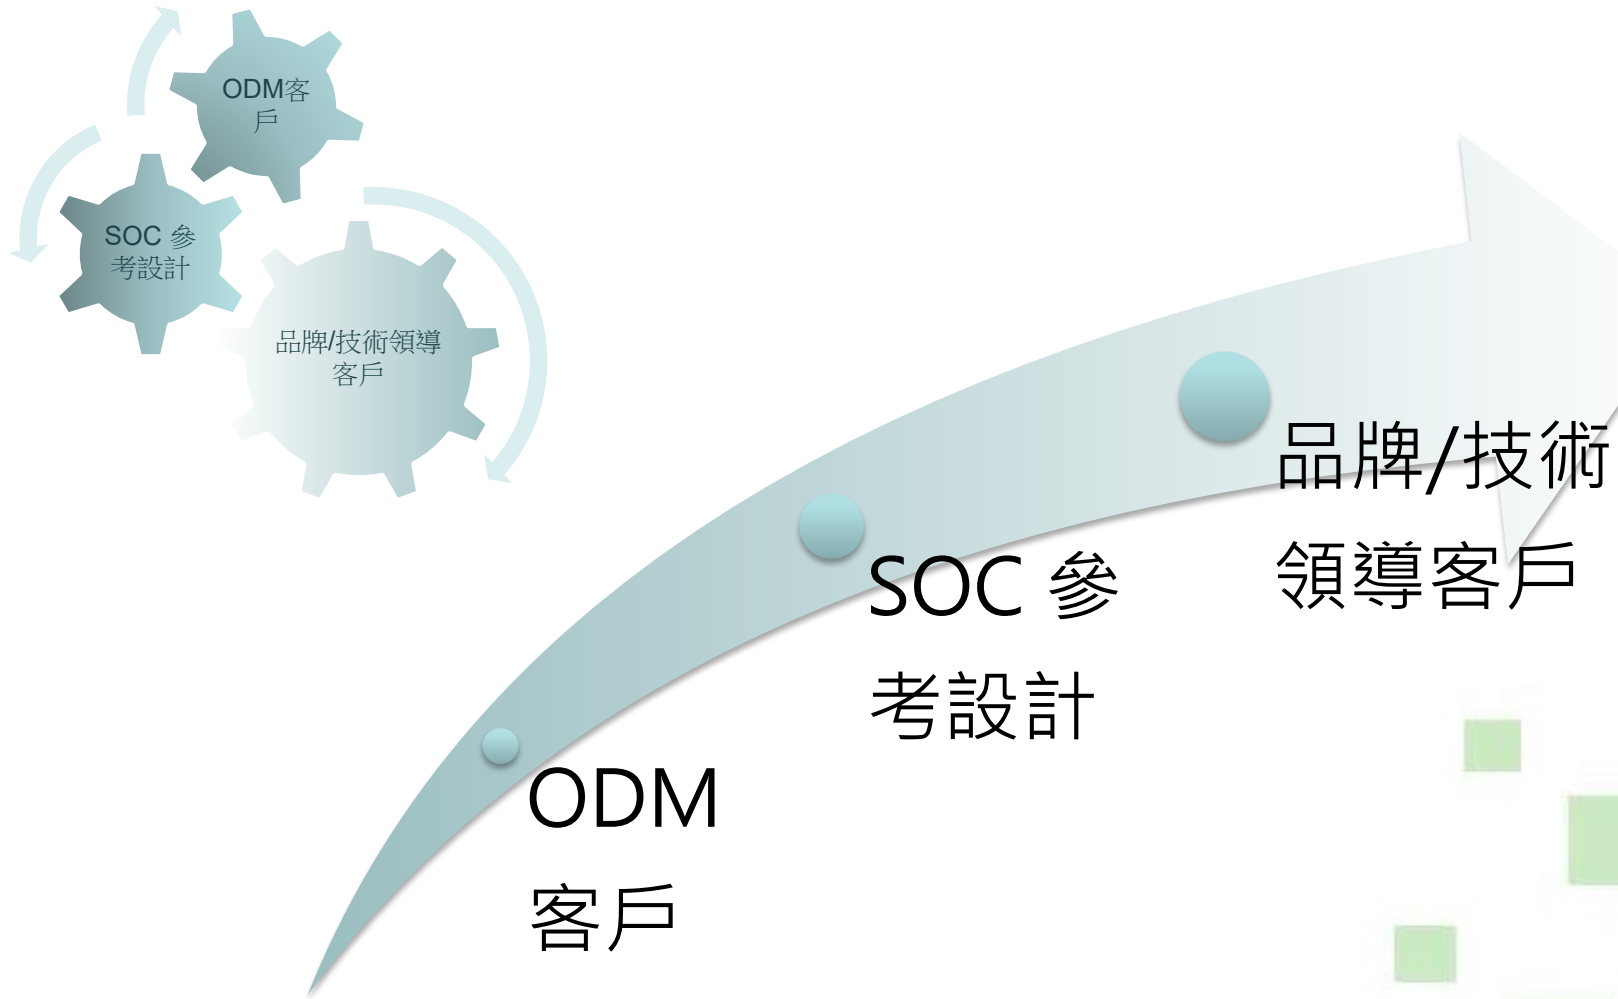 ODM客
戶
SOC 參
考設計
品牌/技術領導
客戶
品牌/技術
領導客戶
SOC 參
考設計
ODM
客戶